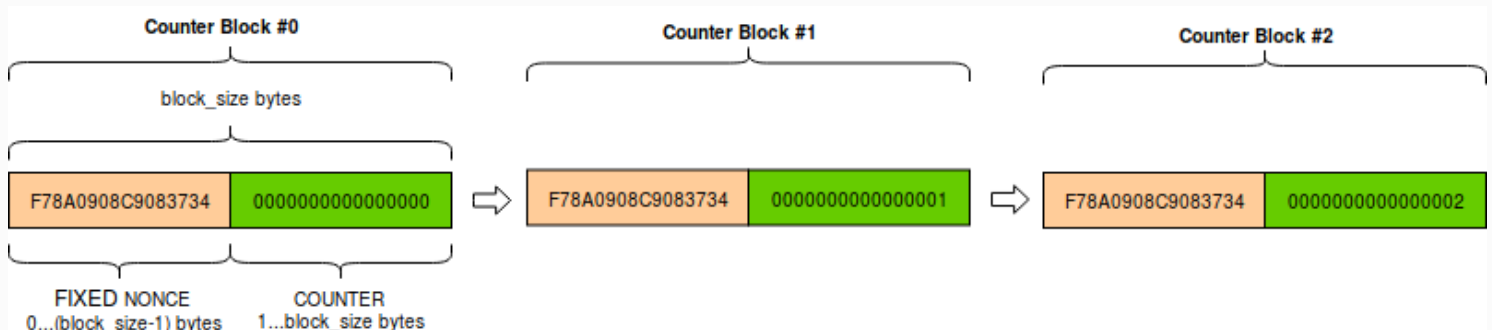 Counter Block #0
Counter Block #1
Counter Block #2
block_size bytes
F78A0908C9083734 0000000000000000
F78A0908C9083734 0000000000000001
F78A0908C9083734 0000000000000002
FIXED NONCE
0...(block_size-1) bytes
COUNTER
1...block_size bytes